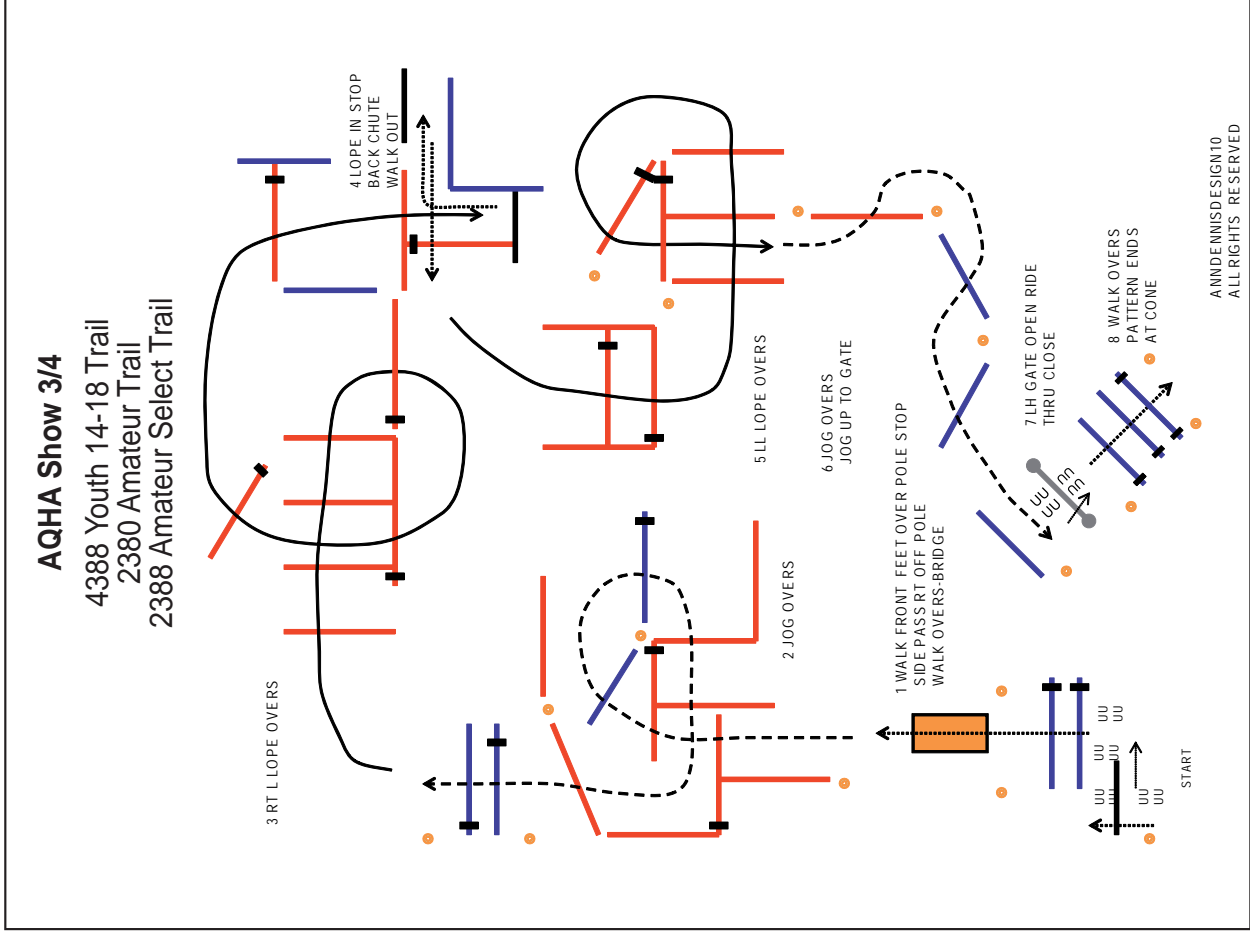 AQHA Show 3/4
4388 Youth 14-18 Trail
2380 Amateur Trail
2388 Amateur Select Trail
3 RT L LOPE OVERS
4 LOPE IN STOP
BACK CHUTE
WALK OUT
2 JOG OVERS
5 LL LOPE OVERS
6 JOG OVERS
JOG UP TO GATE
1 WALK FRONT FEET OVER POLE STOP
SIDE PASS RT OFF POLE
WALK OVERS-BRIDGE
7 LH GATE OPEN RIDE
THRU CLOSE
8 WALK OVERS
PATTERN ENDS
AT CONE
START
ANNDENNISDESIGN10
ALL RIGHTS RESERVED